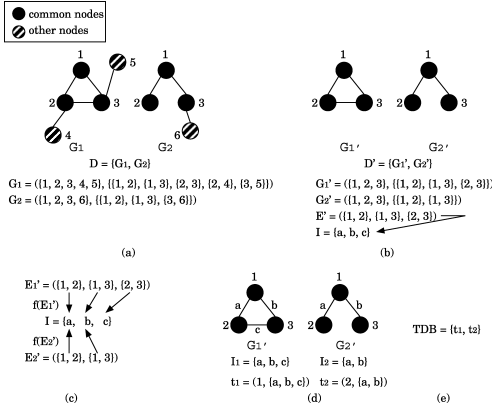 common nodes
other nodes
1
5
2
3
4
G1
1
2
3
6
G2
D = {G1, G2}
G1 = ({1, 2, 3, 4, 5}, {{1, 2}, {1, 3}, {2, 3}, {2, 4}, {3, 5}})
G2 = ({1, 2, 3, 6}, {{1, 2}, {1, 3}, {3, 6}})
(a)
1
2
3
G1'
1
2
3
G2'
D' = {G1', G2'}
G1' = ({1, 2, 3}, {{1, 2}, {1, 3}, {2, 3}})
G2' = ({1, 2, 3}, {{1, 2}, {1, 3}})
E' = ({1, 2}, {1, 3}, {2, 3})
I = {a, b, c}
(b)
E1' = ({1, 2}, {1, 3}, {2, 3})
f(E1')
I = {a, b, c}
f(E2')
E2' = ({1, 2}, {1, 3})
(c)
1
a
b
2
c
3
G1'
1
a
b
2
3
G2'
I1 = {a, b, c}
I2 = {a, b}
t1 = (1, {a, b, c})
t2 = (2, {a, b})
(d)
TDB = {t1, t2}
(e)